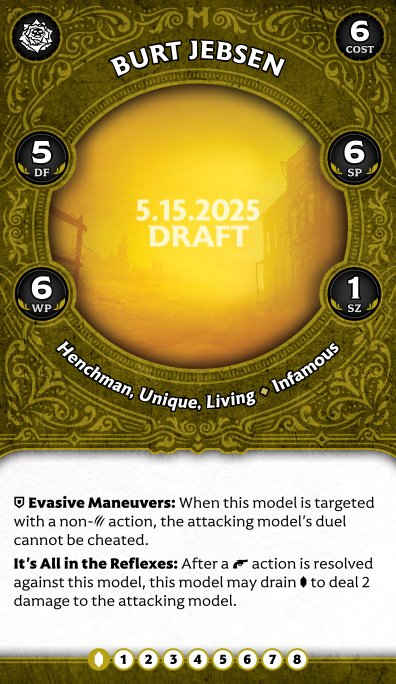 BURT JEBSEN
6
COST
5
DF
6
SP
5.15.2025
DRAFT
6
WP
1
SZ
Henchman, Unique, Living ♦ Infamous
Evasive Maneuvers: When this model is targeted
with a non- action, the attacking model's duel
cannot be cheated.
It's All in the Reflexes: After a action is resolved
against this model, this model may drain to deal 2
damage to the attacking model.
1 2 3 4 5 6 7 8